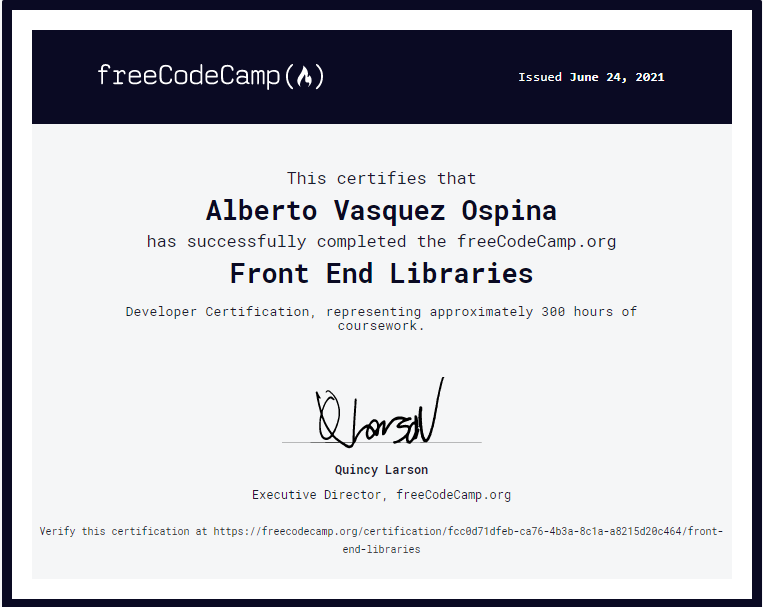 freeCodeCamp(🔥)
Issued June 24, 2021
This certifies that
Alberto Vasquez Ospina
has successfully completed the freeCodeCamp.org
Front End Libraries
Developer Certification, representing approximately 300 hours of
coursework.
Q Larson
Quincy Larson
Executive Director, freeCodeCamp.org
Verify this certification at https://freecodecamp.org/certification/fcc0d71dfeb-ca76-4b3a-8c1a-a8215d20c464/front-
end-libraries